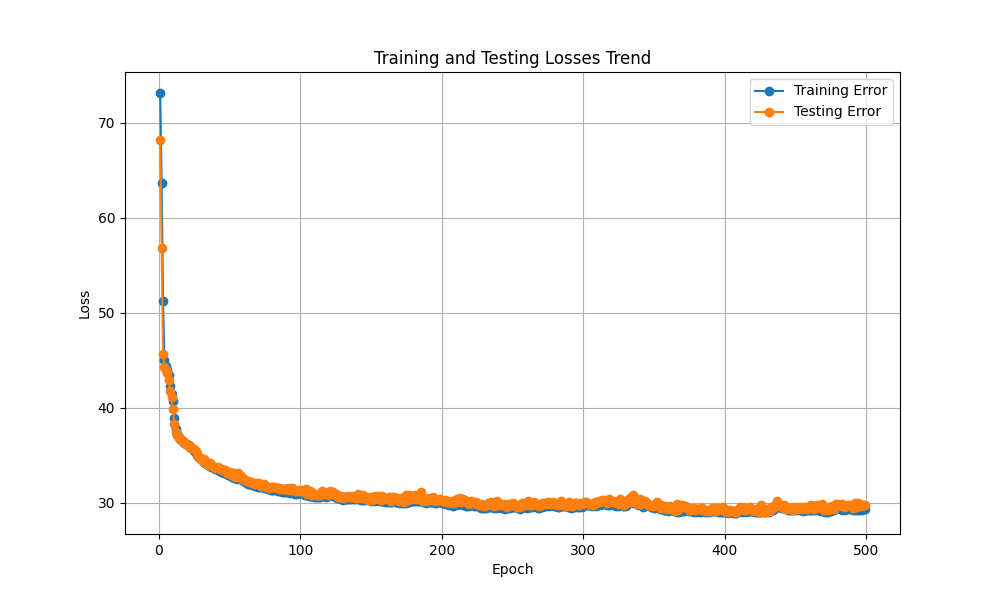 Training and Testing Losses Trend
Training Error
Testing Error
70
60
50
40
30
Loss
0
100
200
300
400
500
Epoch